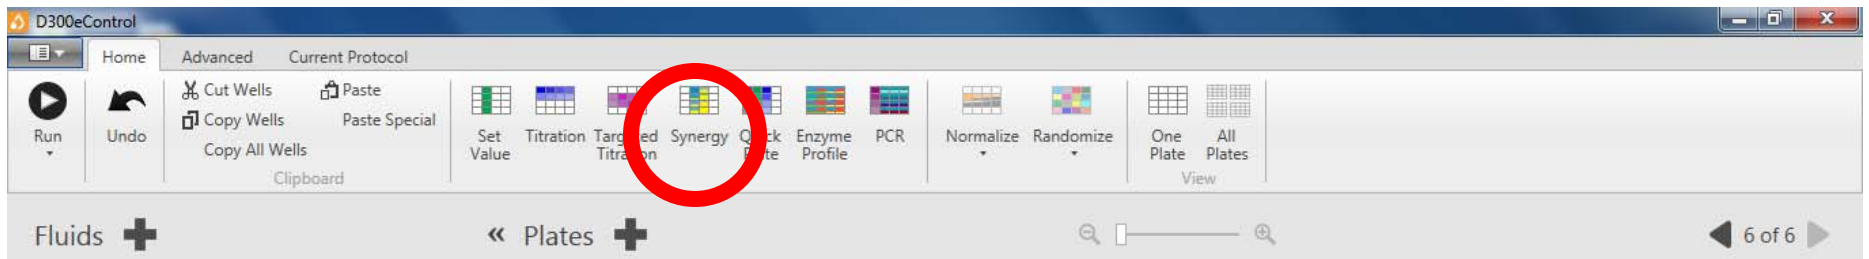 D300eControl
Home Advanced Current Protocol
Run
Undo
Cut Wells
Copy Wells
Copy All Wells
Paste
Paste Special
Clipboard
Set Value
Titration
Titration
Synergy
Enzyme Profile
PCR
Normalize
Randomize
One Plate
All Plates
View
Fluids
« Plates
6 of 6